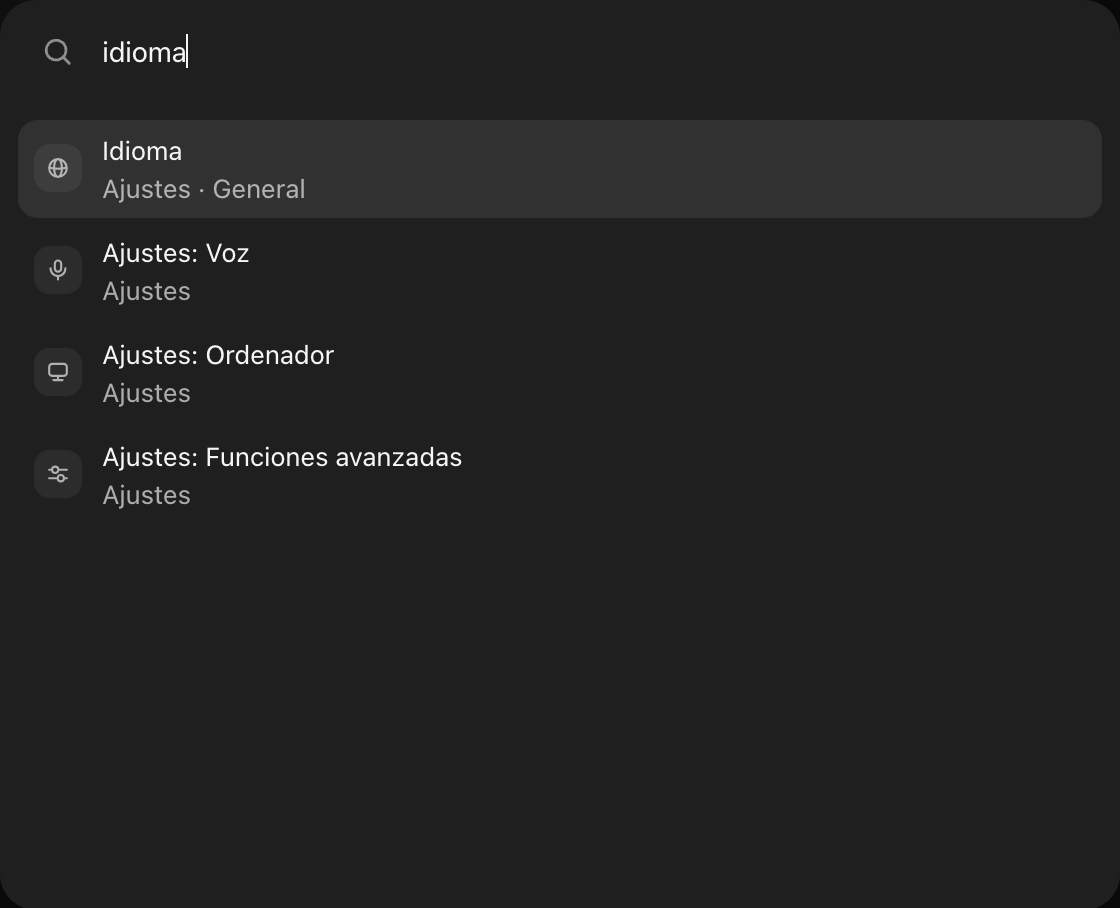 idioma
Idioma
Ajustes · General
Ajustes: Voz
Ajustes
Ajustes: Ordenador
Ajustes
Ajustes: Funciones avanzadas
Ajustes